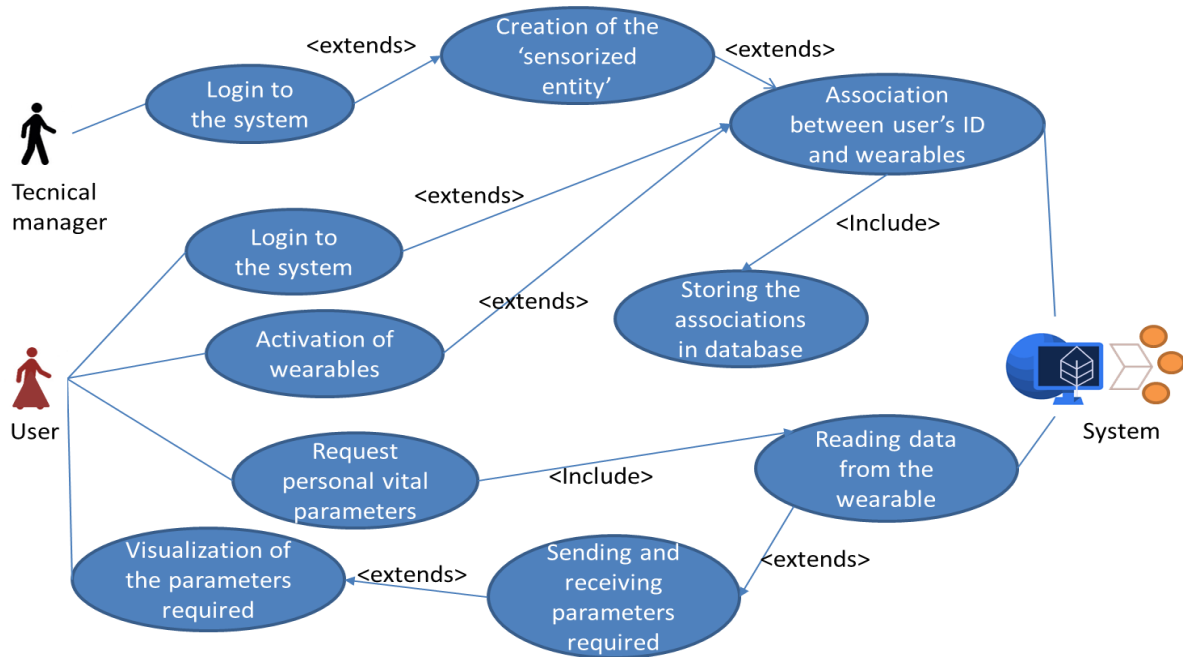 Creation of the
‘sensorized
entity’
<extends>
<extends>
Login to
the system
Association
between user’s ID
and wearables
Tecnical
manager
<extends>
<Include>
Login to
the system
Storing the
associations
in database
<extends>
Activation of
wearables
User
System
Request
personal vital
parameters
<Include>
Reading data
from the
wearable
Visualization of
the parameters
required
<extends>
Sending and
receiving
parameters
required
<extends>